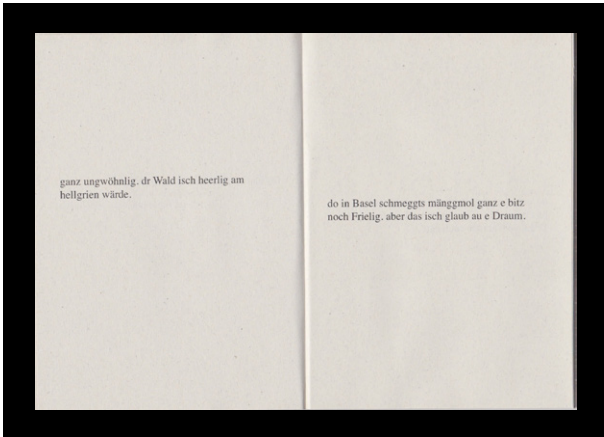 ganz ungwöhnlig. dr Wald isch heerlig am
hellgrien wärde.
do in Basel schmeggts mänggmol ganz e bitz
noch Frielig. aber das isch glaub au e Draum.